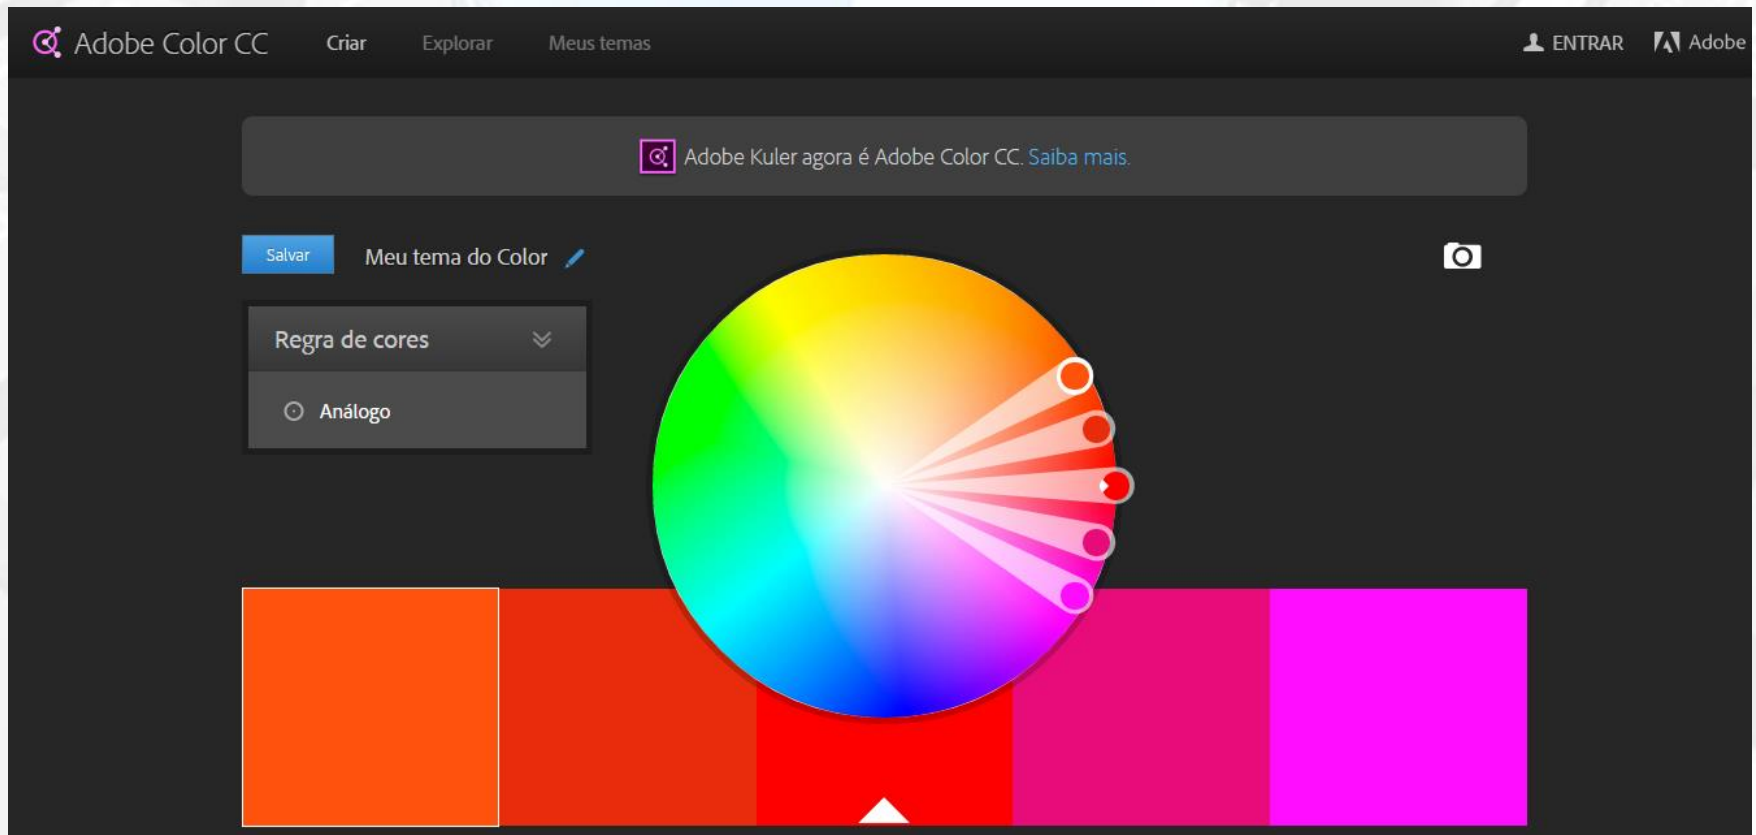 Adobe Color CC Criar Explorar Meus temas ENTRAR Adobe
Adobe Kuler agora é Adobe Color CC. Saiba mais.
Salvar Meu tema do Color
Regra de cores
Análogo